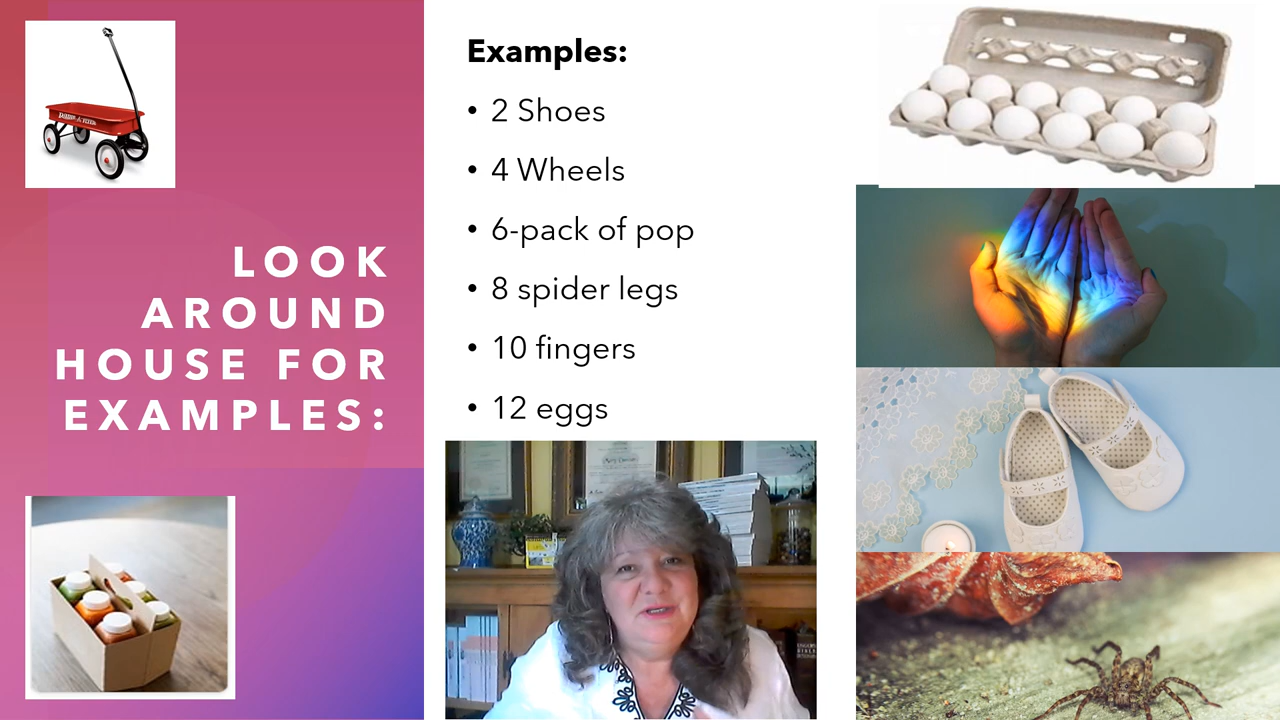 LOOK
AROUND
HOUSE FOR
EXAMPLES:
Examples:
• 2 Shoes
• 4 Wheels
• 6-pack of pop
• 8 spider legs
• 10 fingers
• 12 eggs